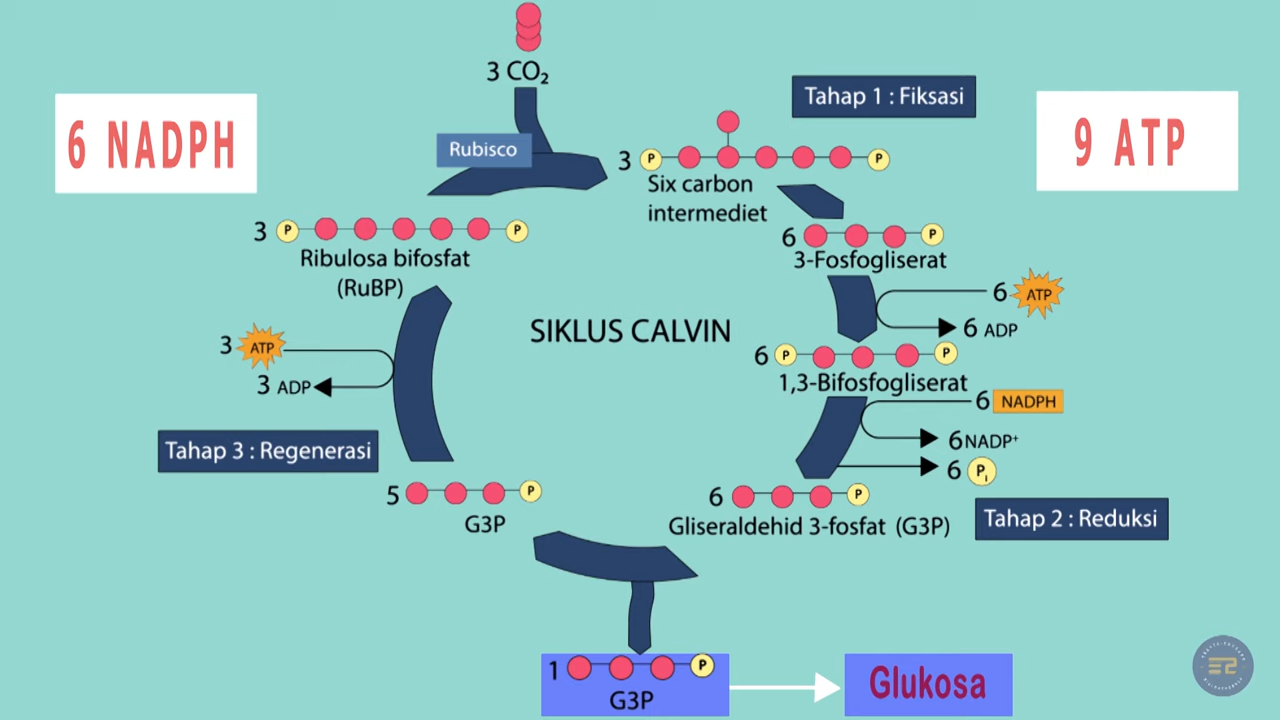 3 CO₂
Tahap 1 : Fiksasi
6 NADPH
9 ATP
Rubisco
3 P P
Six carbon
intermediet
3 P P
Ribulosa bifosfat
(RuBP)
6 P
3-Fosfogliserat
6 ATP
6 ADP
SIKLUS CALVIN
3 ATP
3 ADP
6 P P
1,3-Bifosfogliserat
6 NADPH
6 NADP⁺
6 Pᵢ
Tahap 3 : Regenerasi
5 P
G3P
6 P
Gliseraldehid 3-fosfat (G3P)
Tahap 2 : Reduksi
1 P
G3P
Glukosa